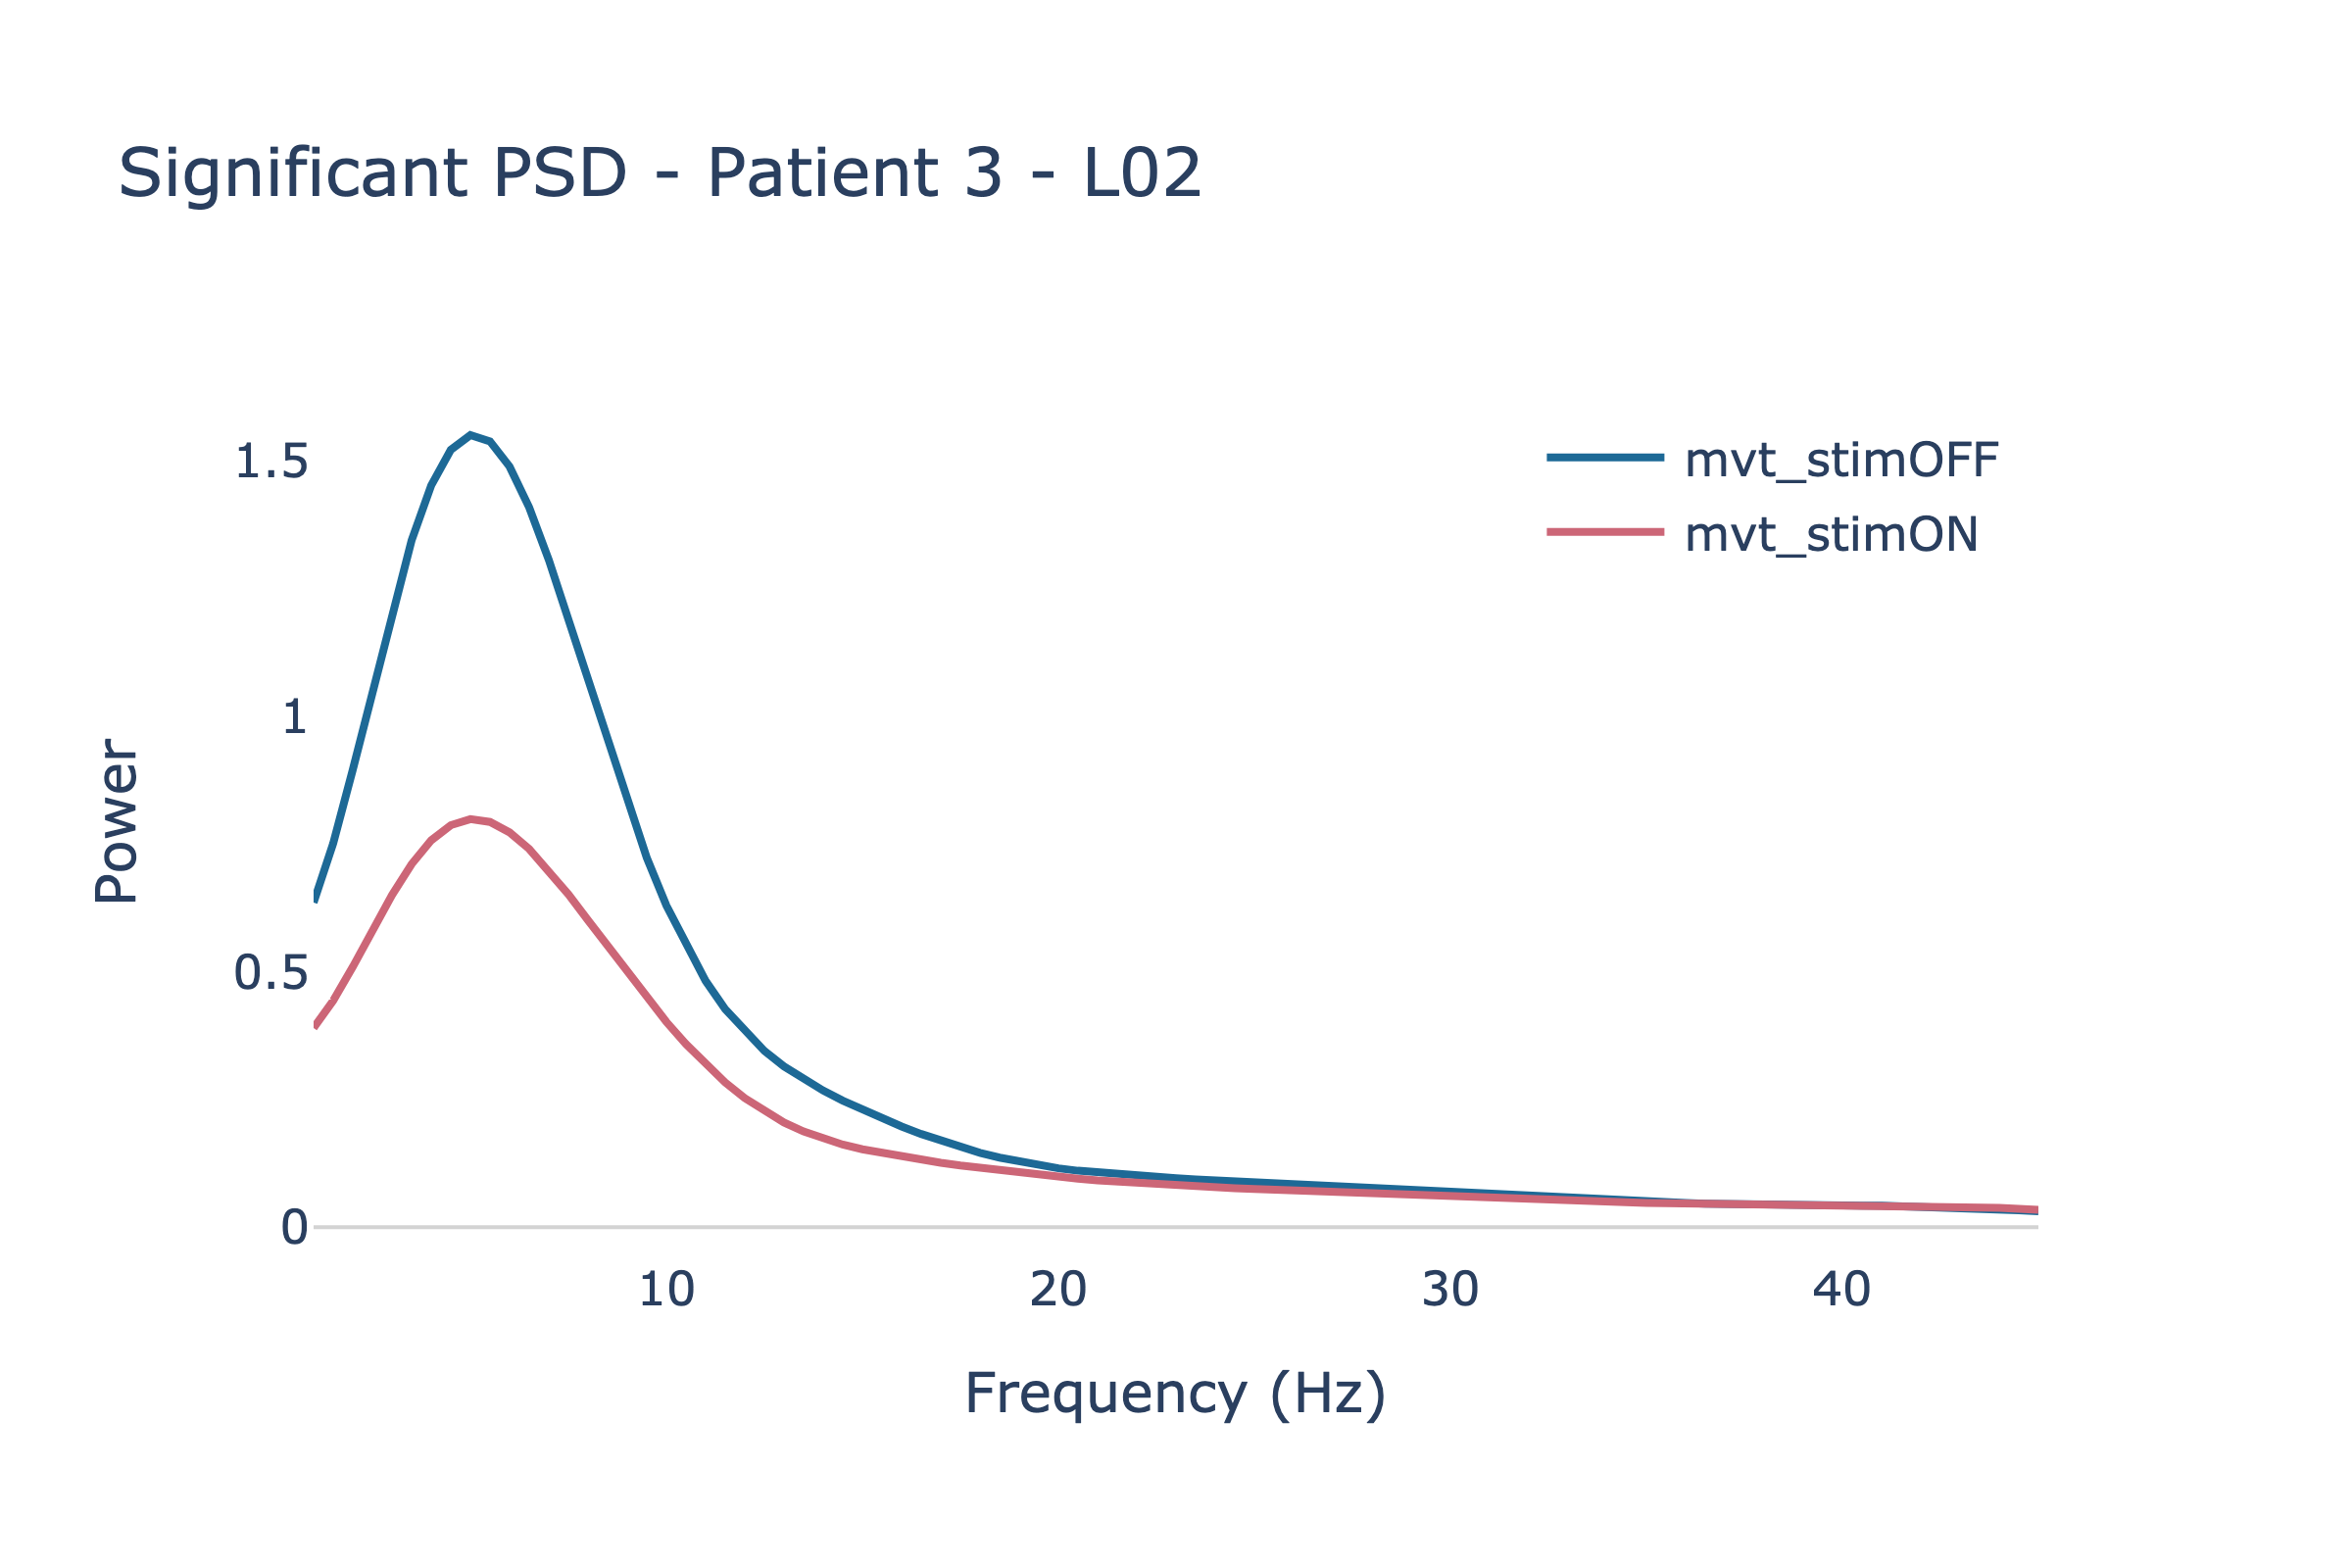 Significant PSD - Patient 3 - L02
mvt_stimOFF
mvt_stimON
1.5
1
0.5
0
Power
10 20 30 40
Frequency (Hz)